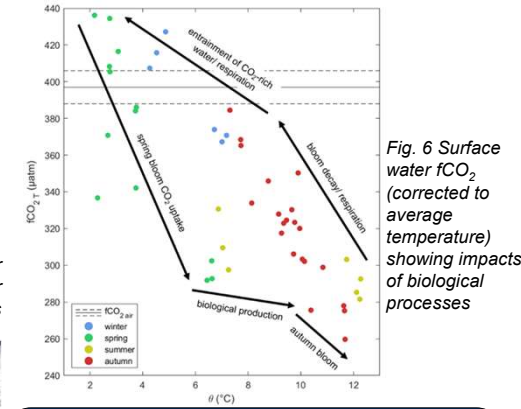 440
420
400
380
360
340
320
300
280
260
240
fCO2 T (μatm)
entrainment of CO2-rich
water/ respiration
spring bloom CO2 uptake
bloom decay/ respiration
biological production
autumn bloom
fCO2 air
winter
spring
summer
autumn
2 4 6 8 10 12
θ (°C)
Fig. 6 Surface
water fCO2
(corrected to
average
temperature)
showing impacts
of biological
processes